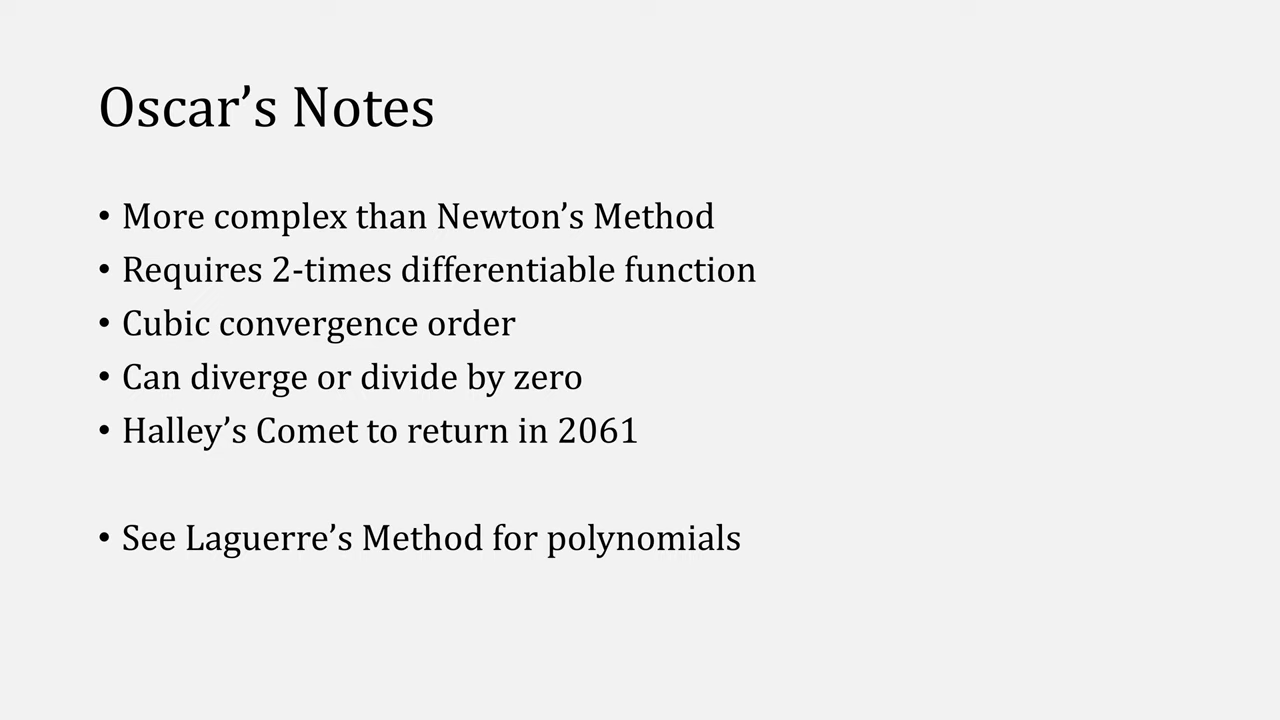 Oscar’s Notes
• More complex than Newton’s Method
• Requires 2-times differentiable function
• Cubic convergence order
• Can diverge or divide by zero
• Halley’s Comet to return in 2061
• See Laguerre’s Method for polynomials